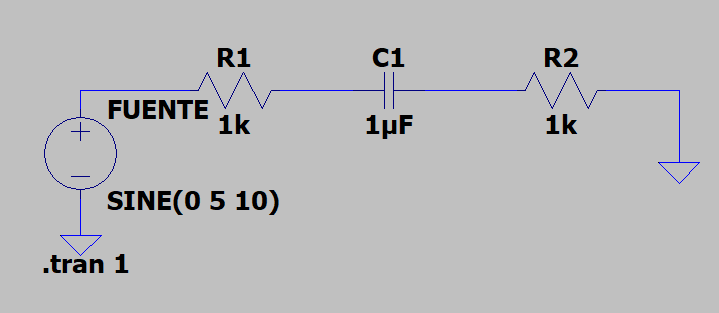 R1
C1
R2
FUENTE
1k
1µF
1k
SINE(0 5 10)
.tran 1